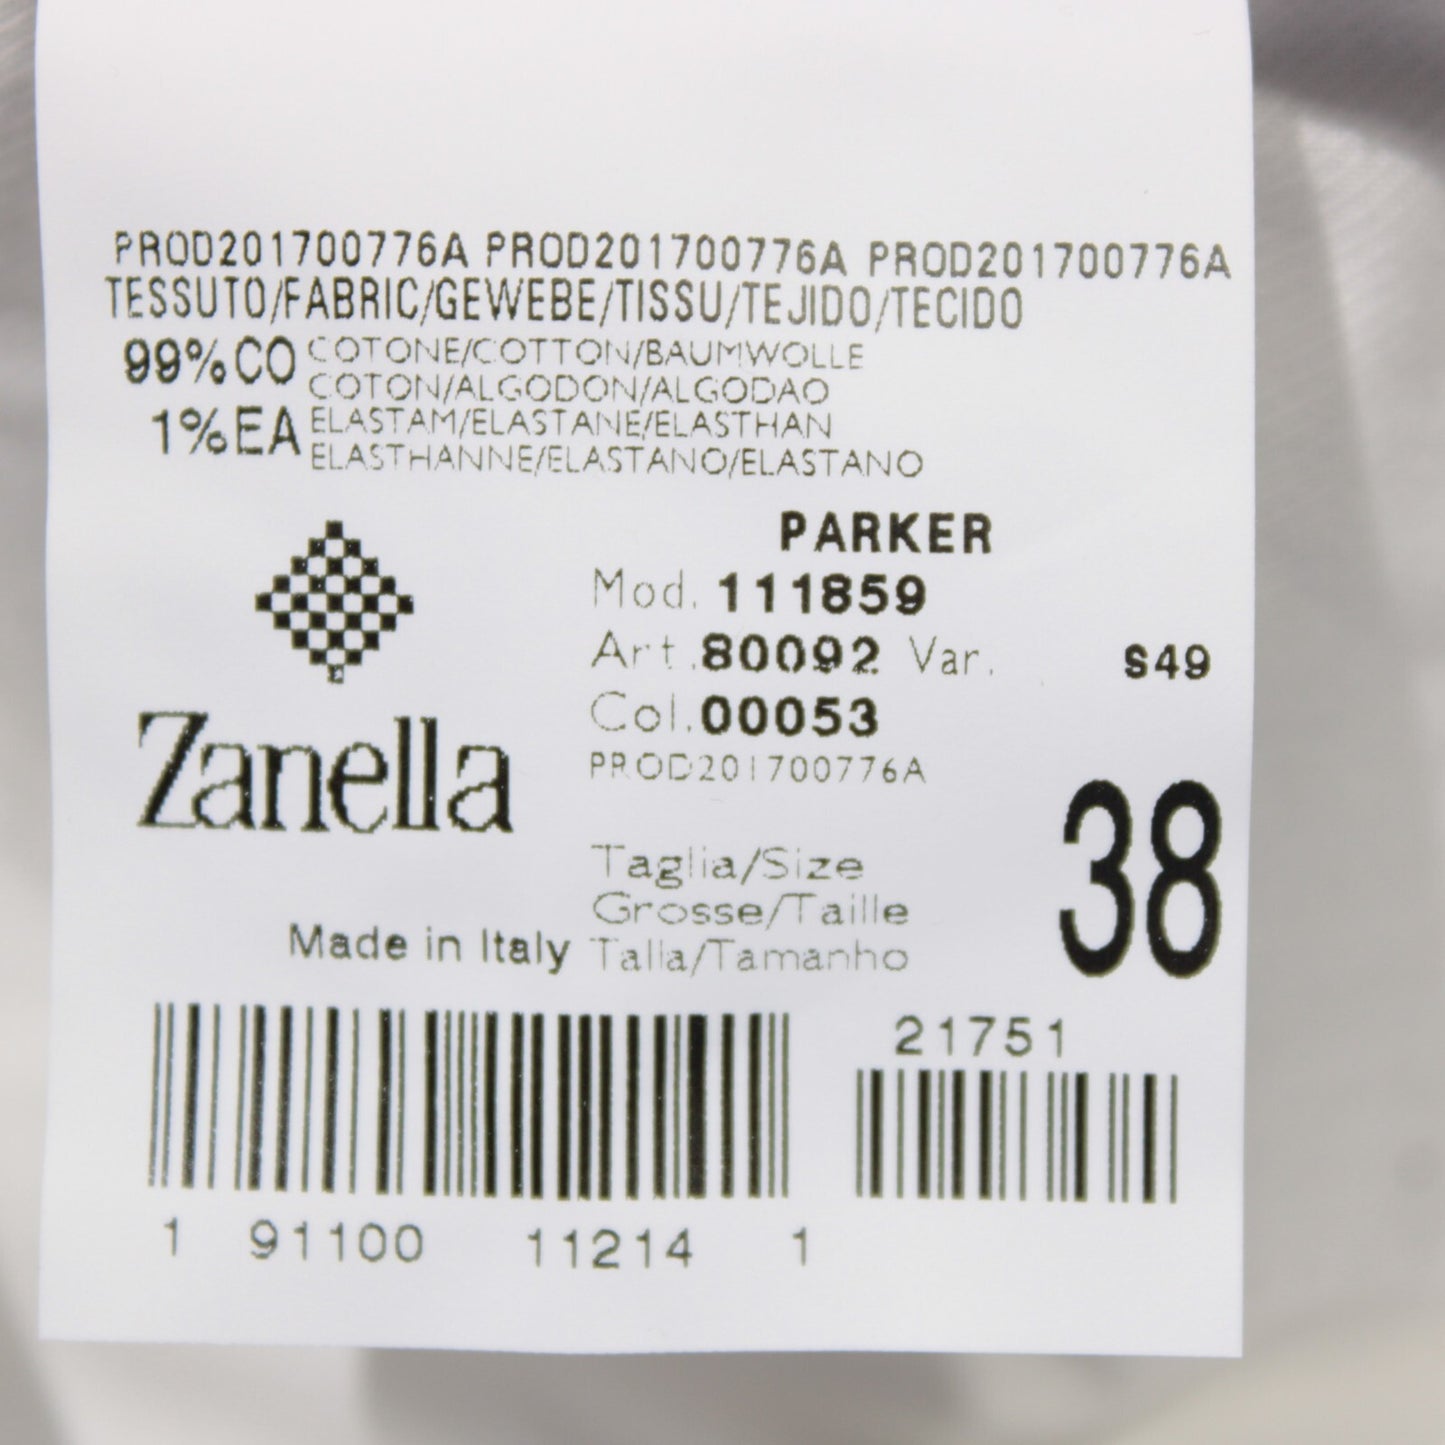 PROD201700776A PROD201700776A PROD201700776A
TESSUTO/FABRIC/GEWEBE/TISSU/TEJIDO/TECIDO
99%CO COTONE/COTTON/BAUMWOLLE
COTON/ALGODON/ALGODAO
1%EA ELASTAM/ELASTANE/ELASTHAN
ELASTHANNE/ELASTANO/ELASTANO
PARKER
Mod. 111859
Art. 80092 Var. S49
Col. 00053
PROD201700776A
Zanella
38
Taglia/Size
Grosse/Taille
Talla/Tamanho
Made in Italy
21751
1 91100 11214 1